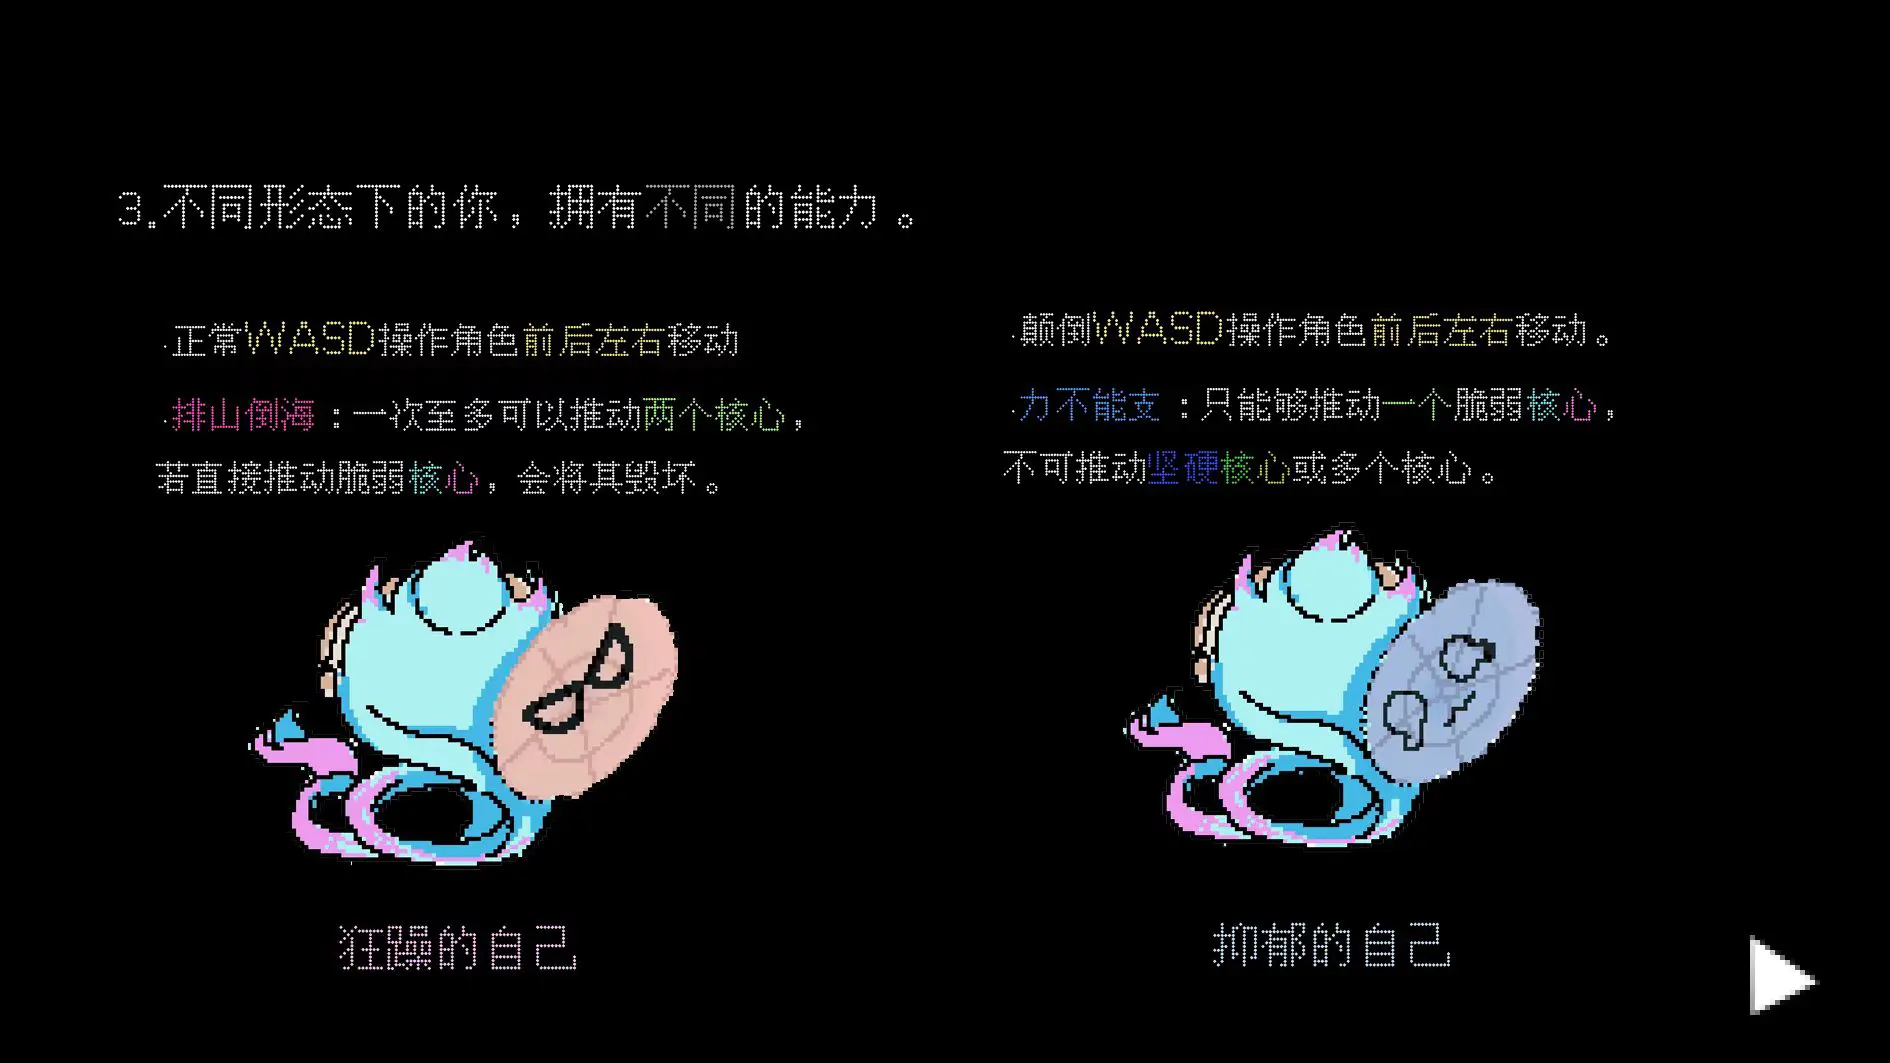 3.不同形态下的你，拥有不同的能力。
·正常WASD操作角色前后左右移动
·排山倒海：一次至多可以推动两个核心，
若直接推动脆弱核心，会将其毁坏。
狂躁的自己
·颠倒WASD操作角色前后左右移动。
·力不能支：只能够推动一个脆弱核心，
不可推动坚硬核心或多个核心。
抑郁的自己